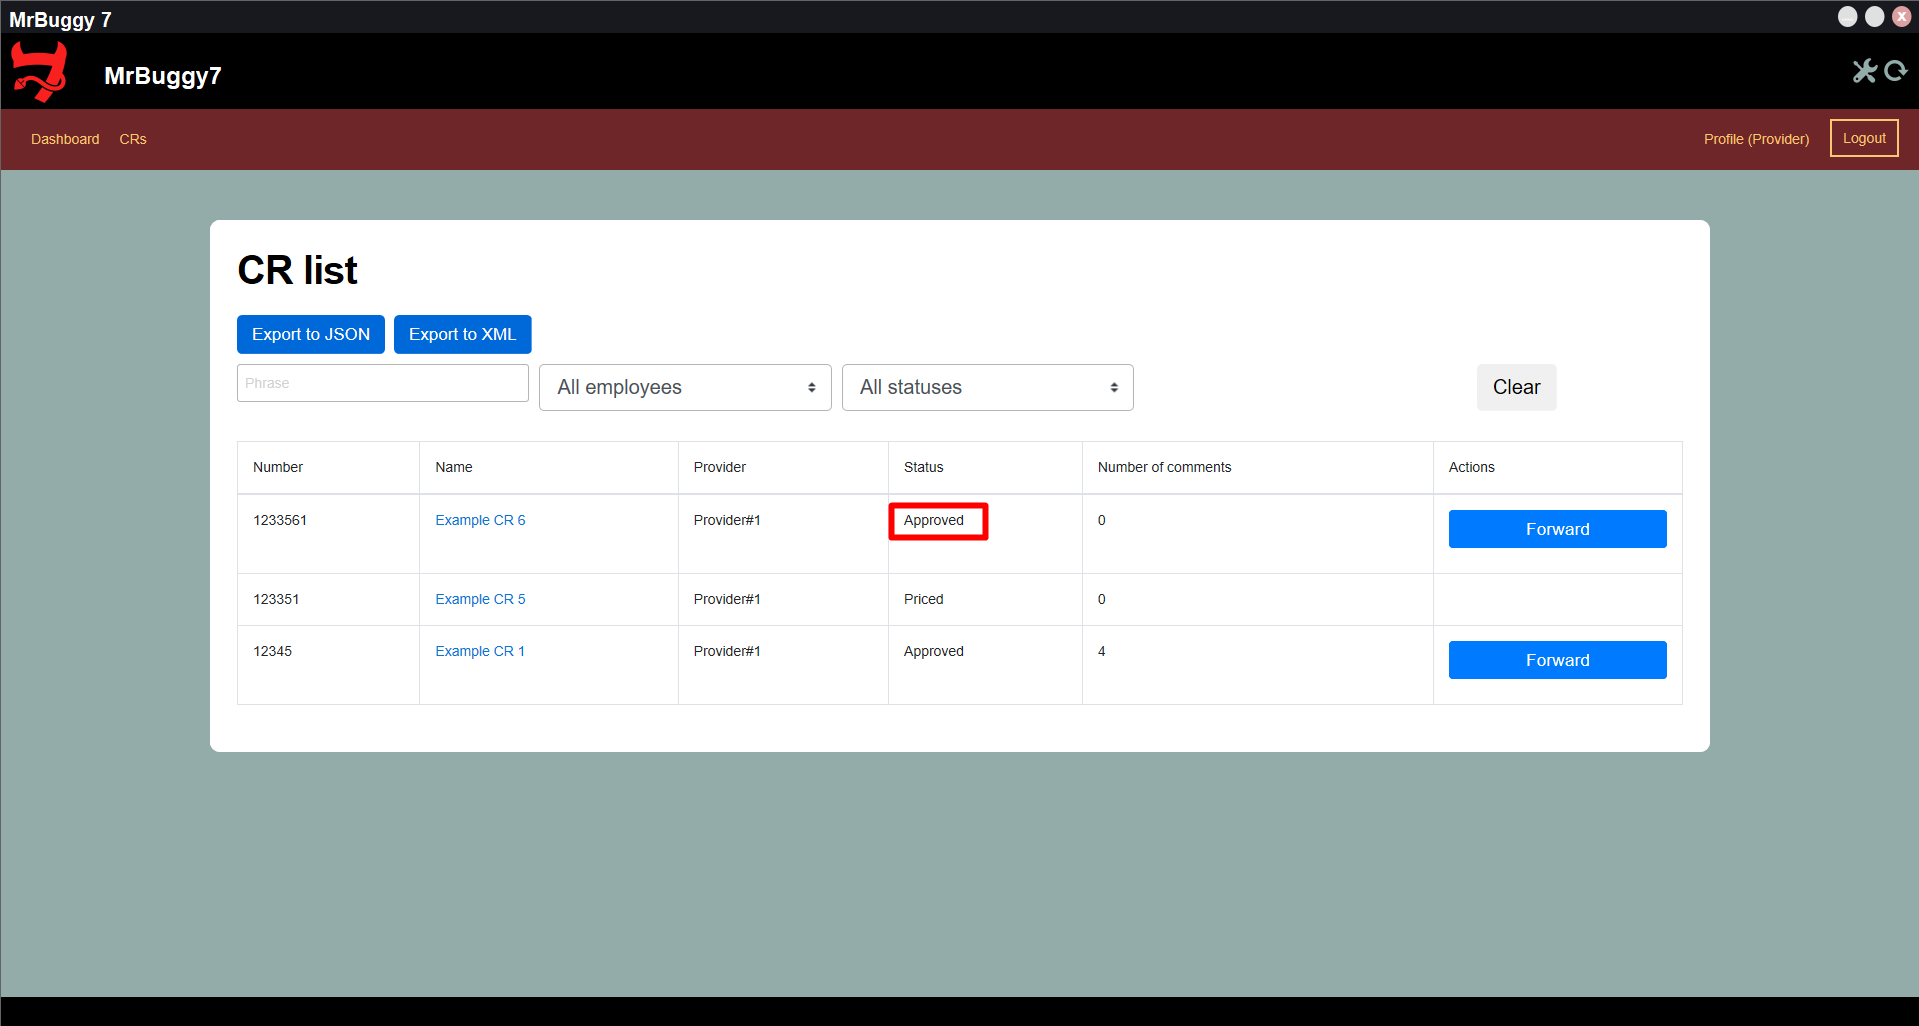 MrBuggy 7
X
MrBuggy7
Dashboard CRs Profile (Provider) Logout
CR list
Export to JSON Export to XML
Phrase All employees All statuses Clear
Number Name Provider Status Number of comments Actions
1233561 Example CR 6 Provider#1 Approved 0 Forward
123351 Example CR 5 Provider#1 Priced 0
12345 Example CR 1 Provider#1 Approved 4 Forward